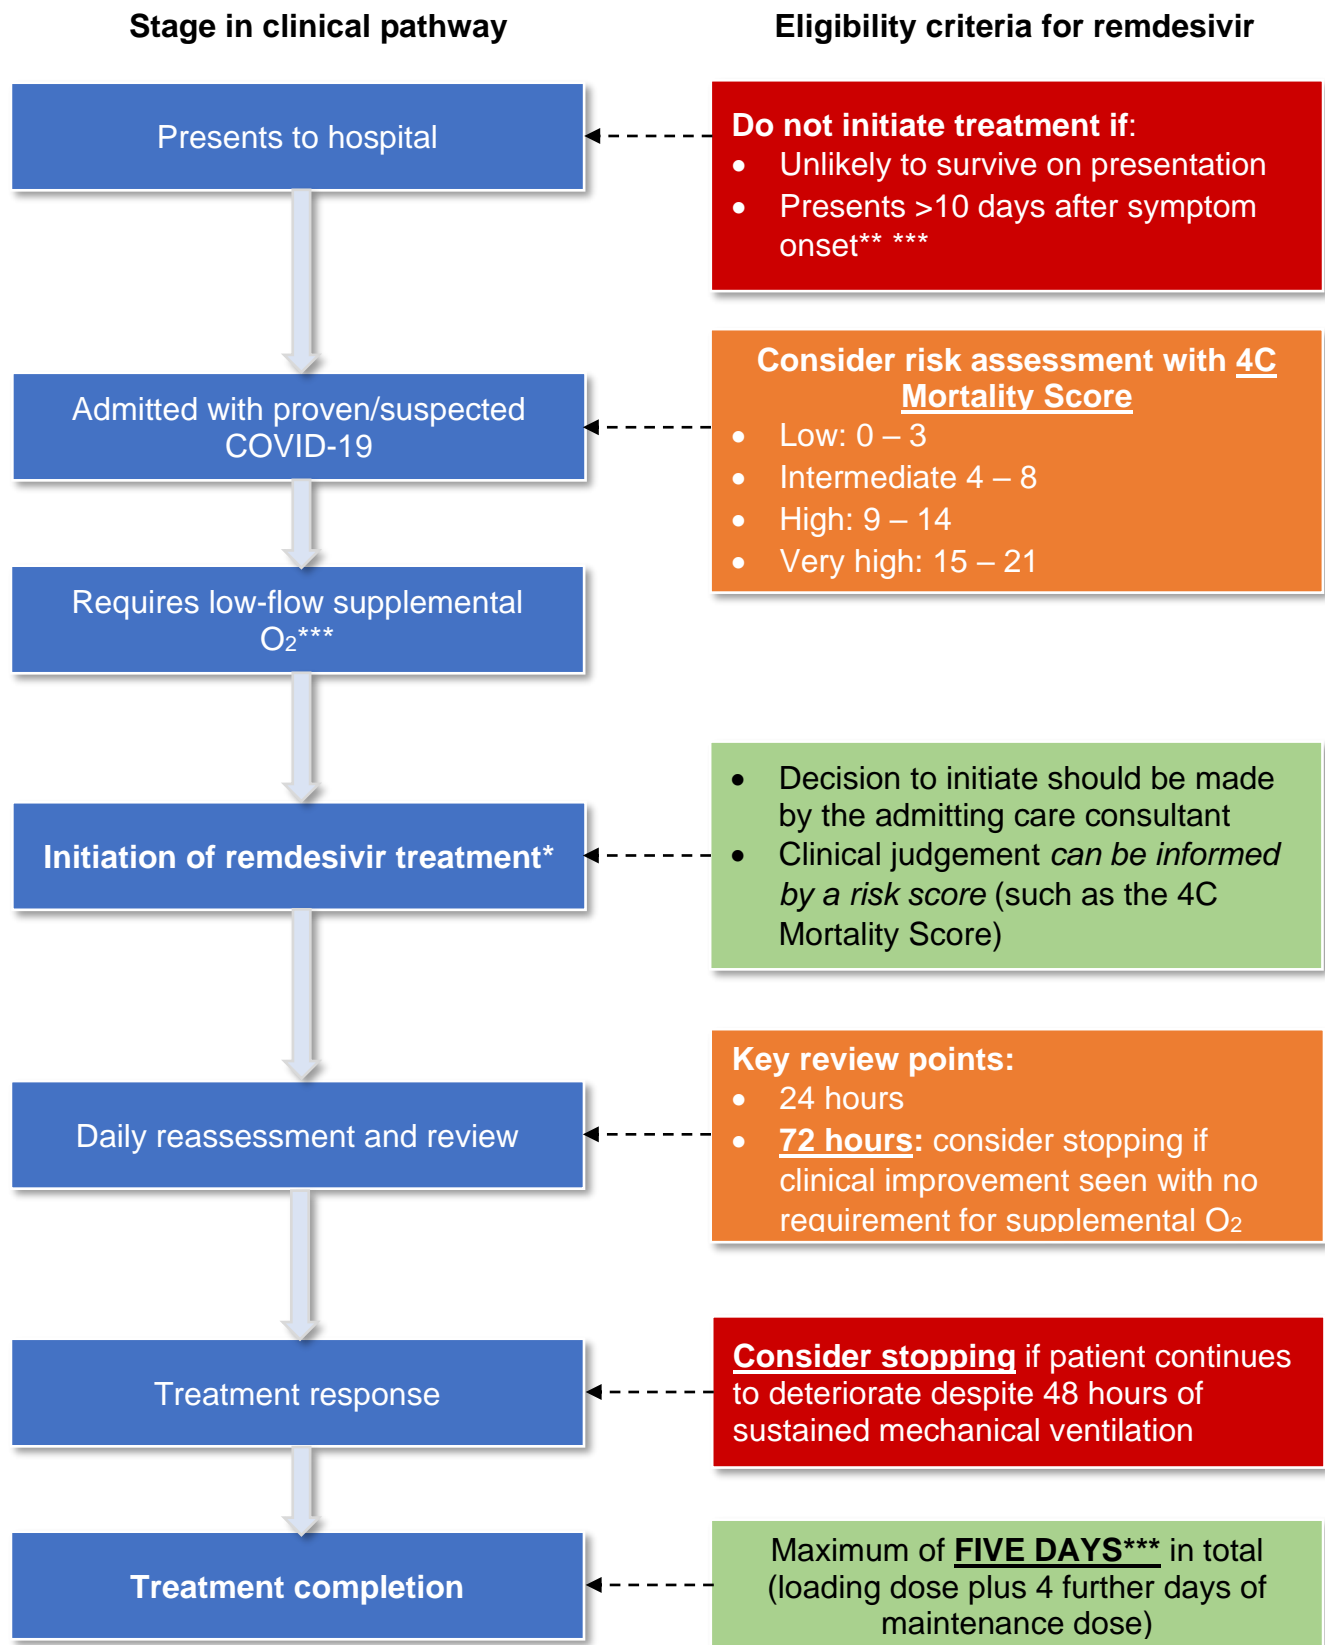 Stage in clinical pathway
Eligibility criteria for remdesivir
Presents to hospital
Do not initiate treatment if:
• Unlikely to survive on presentation
• Presents >10 days after symptom
onset** ***
Admitted with proven/suspected
COVID-19
Consider risk assessment with 4C
Mortality Score
• Low: 0 – 3
• Intermediate 4 – 8
• High: 9 – 14
• Very high: 15 – 21
Requires low-flow supplemental
O₂***
Initiation of remdesivir treatment*
• Decision to initiate should be made
by the admitting care consultant
• Clinical judgement can be informed
by a risk score (such as the 4C
Mortality Score)
Daily reassessment and review
Key review points:
• 24 hours
• 72 hours: consider stopping if
clinical improvement seen with no
requirement for supplemental O₂
Treatment response
Consider stopping if patient continues
to deteriorate despite 48 hours of
sustained mechanical ventilation
Treatment completion
Maximum of FIVE DAYS*** in total
(loading dose plus 4 further days of
maintenance dose)